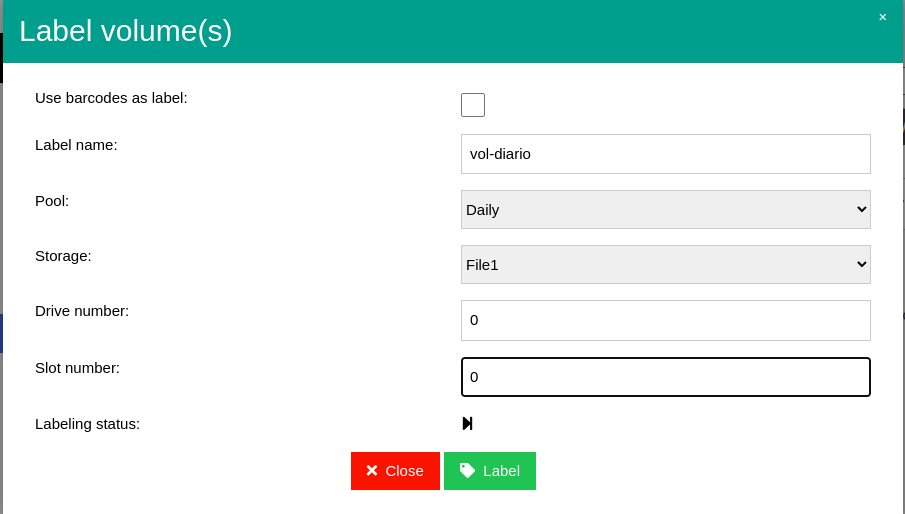 Label volume(s)
×
Use barcodes as label:
Label name:
vol-diario
Pool:
Daily
Storage:
File1
Drive number:
0
Slot number:
0
Labeling status:
Close
Label